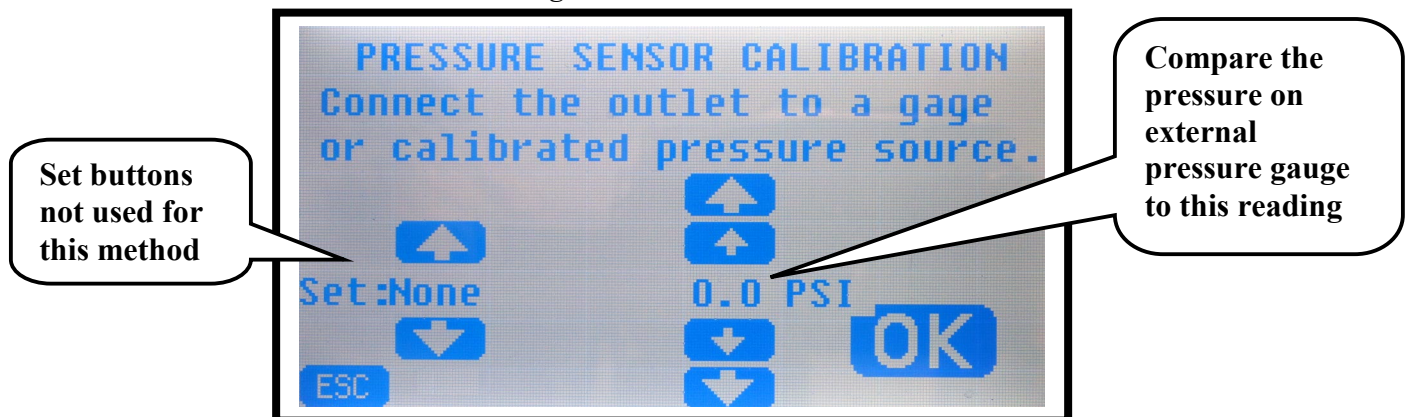 PRESSURE SENSOR CALIBRATION
Connect the outlet to a gage
or calibrated pressure source.
Set buttons
not used for
this method
Compare the
pressure on
external
pressure gauge
to this reading
Set:None
0.0 PSI
OK
ESC